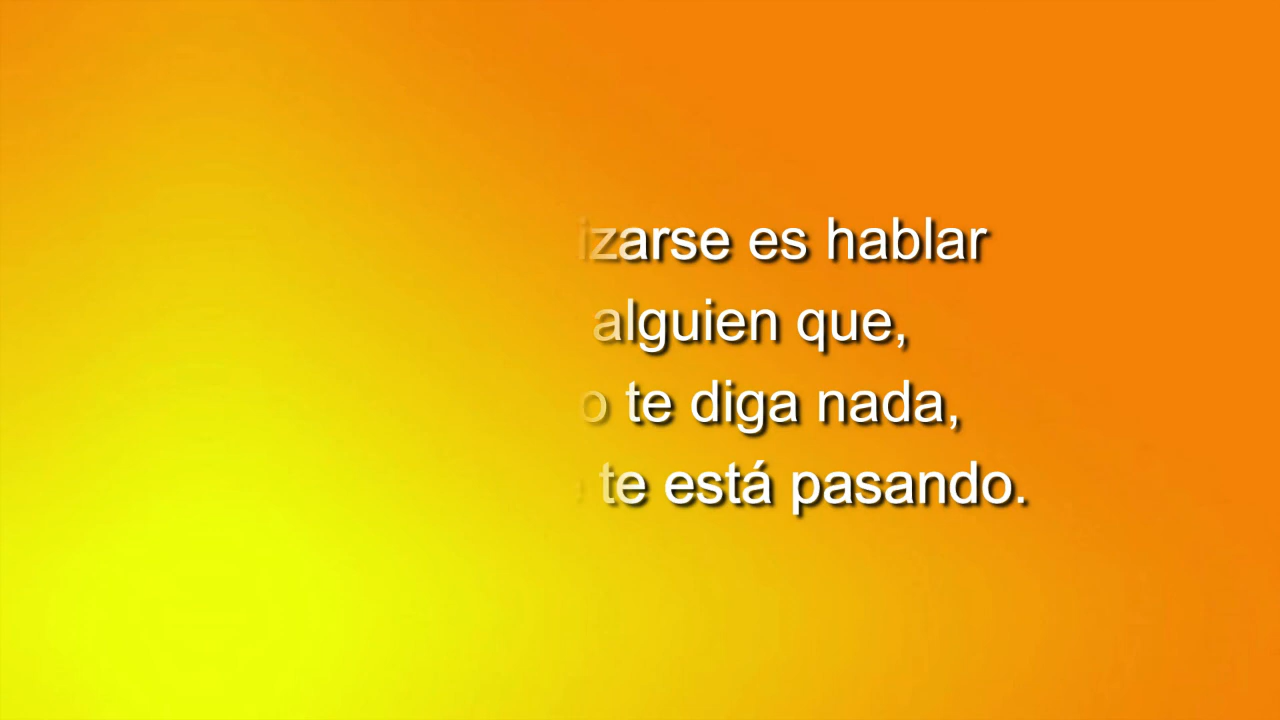 izarse es hablar
alguien que,
o te diga nada,
te está pasando.